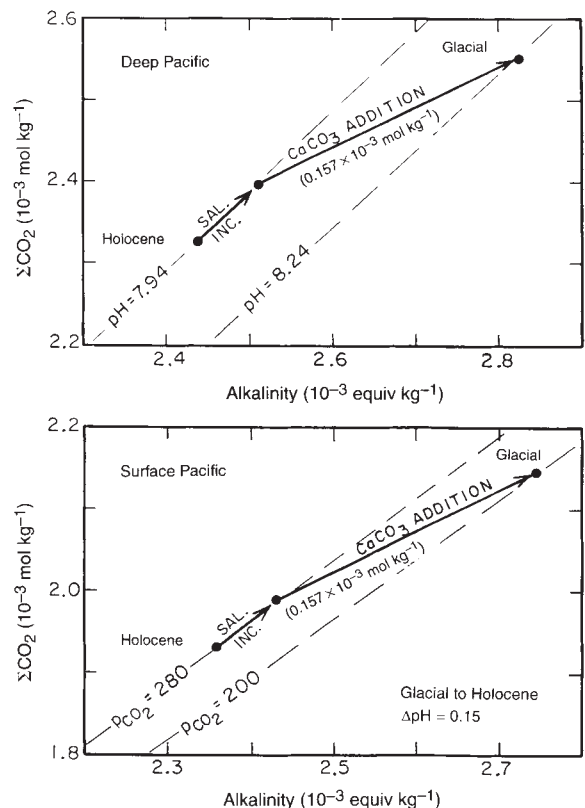 2.6
Deep Pacific
Glacial
CaCO₃ ADDITION
(0.157 × 10⁻³ mol kg⁻¹)
ΣCO₂ (10⁻³ mol kg⁻¹)
2.4
SAL.
INC.
Holocene
pH = 7.94
pH = 8.24
2.2
2.4 2.6 2.8
Alkalinity (10⁻³ equiv kg⁻¹)
2.2
Surface Pacific
Glacial
CaCO₃ ADDITION
(0.157 × 10⁻³ mol kg⁻¹)
ΣCO₂ (10⁻³ mol kg⁻¹)
2.0
SAL.
INC.
Holocene
pCO₂ = 280
pCO₂ = 200
Glacial to Holocene
ΔpH = 0.15
1.8
2.3 2.5 2.7
Alkalinity (10⁻³ equiv kg⁻¹)